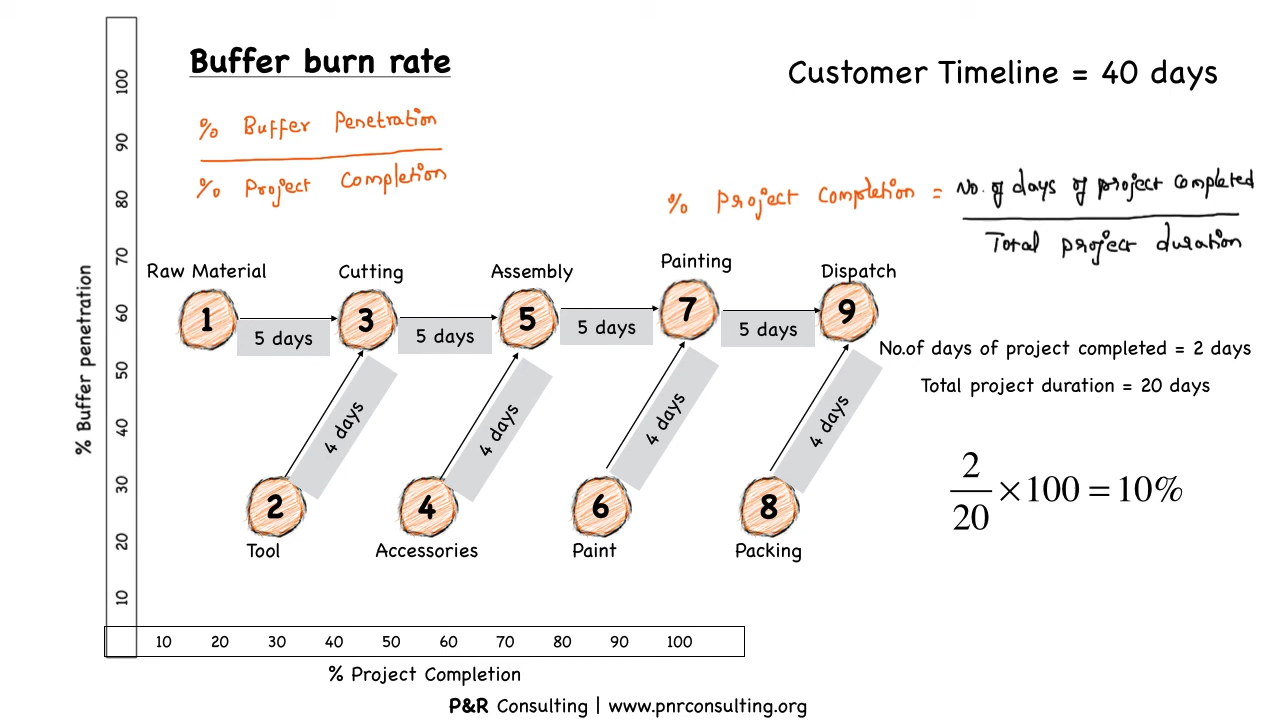 Buffer burn rate
Customer Timeline = 40 days
% Buffer Penetration
% Project Completion
% Project Completion = No. of days of project completed
Total project duration
Raw Material
Cutting
Assembly
Painting
Dispatch
1
3
5
7
9
5 days
5 days
5 days
5 days
No.of days of project completed = 2 days
Total project duration = 20 days
4 days
4 days
4 days
4 days
2
4
6
8
Tool
Accessories
Paint
Packing
2
20
×100 = 10%
% Buffer penetration
100
90
80
70
60
50
40
30
20
10
10 20 30 40 50 60 70 80 90 100
% Project Completion
P&R Consulting | www.pnrconsulting.org